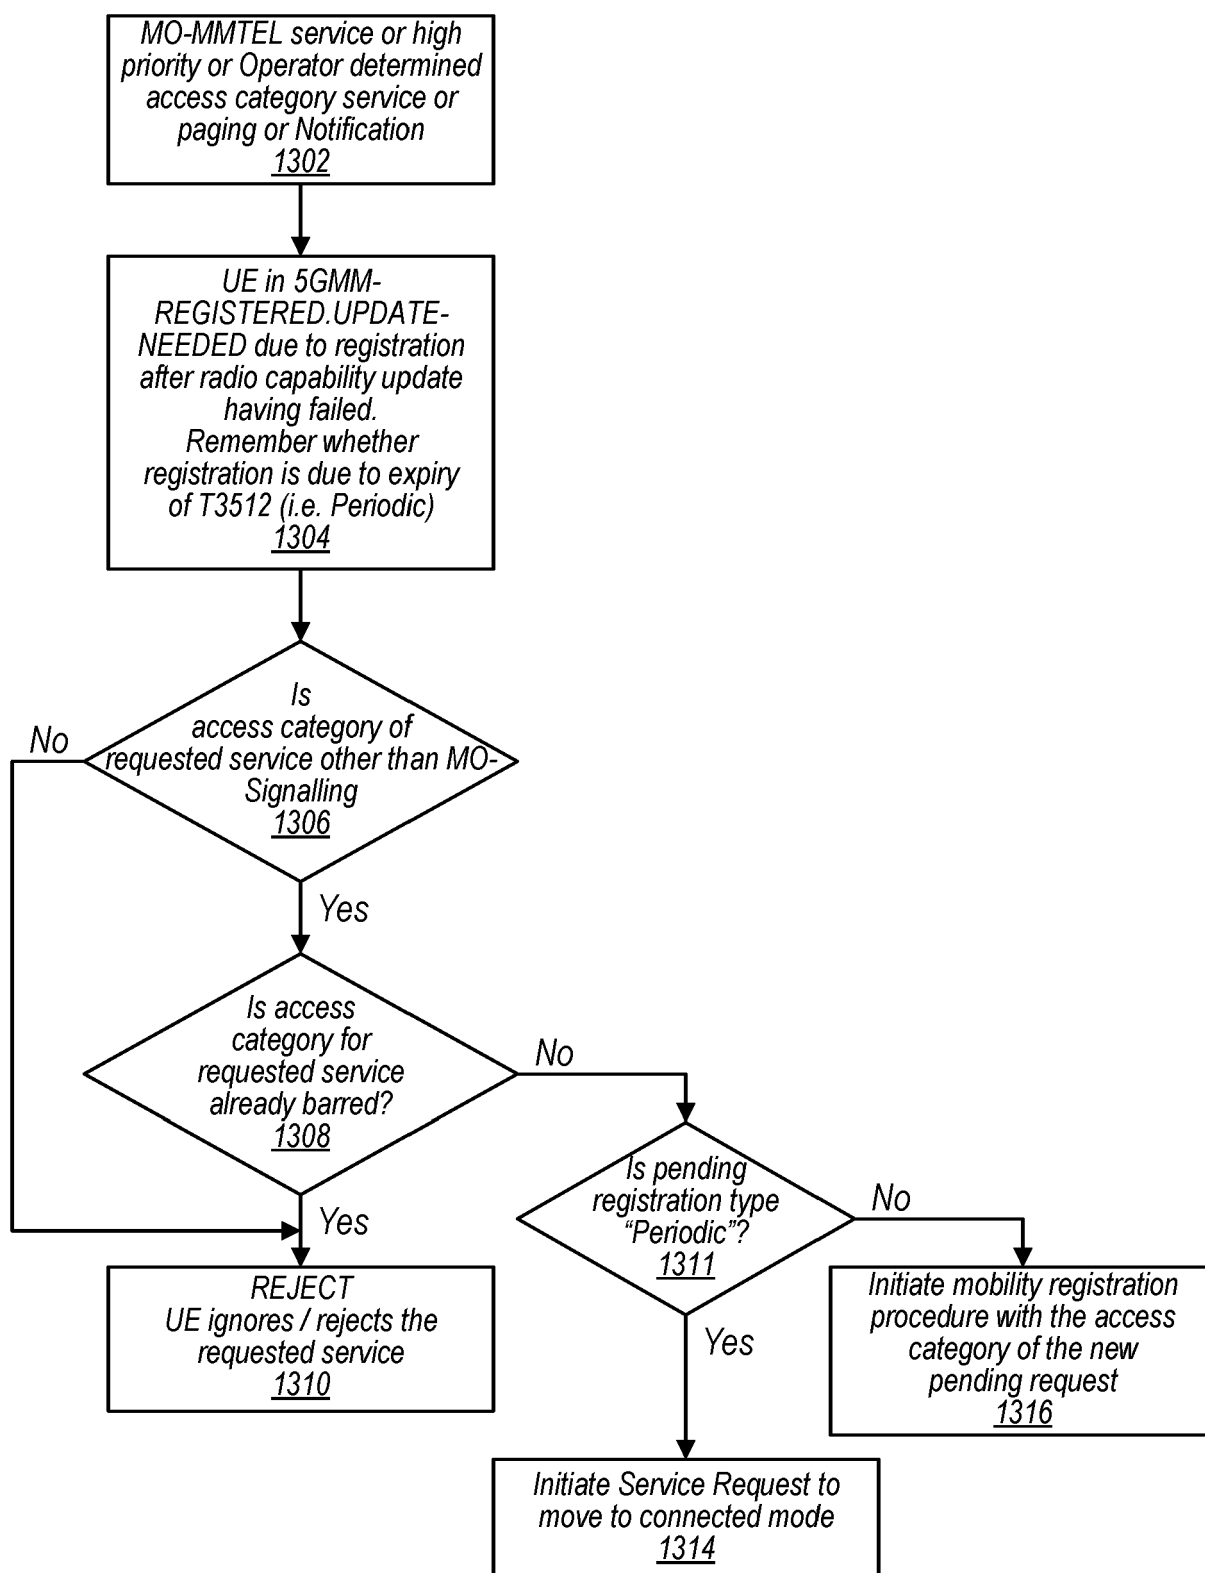 MO-MMTEL service or high
priority or Operator determined
access category service or
paging or Notification
1302
UE in 5GMM-
REGISTERED.UPDATE-
NEEDED due to registration
after radio capability update
having failed.
Remember whether
registration is due to expiry
of T3512 (i.e. Periodic)
1304
Is
access category of
requested service other than MO-
Signalling
1306
No
Yes
Is access
category for
requested service
already barred?
1308
No
Yes
Is pending
registration type
“Periodic”?
1311
No
Yes
REJECT
UE ignores / rejects the
requested service
1310
Initiate mobility registration
procedure with the access
category of the new
pending request
1316
Initiate Service Request to
move to connected mode
1314